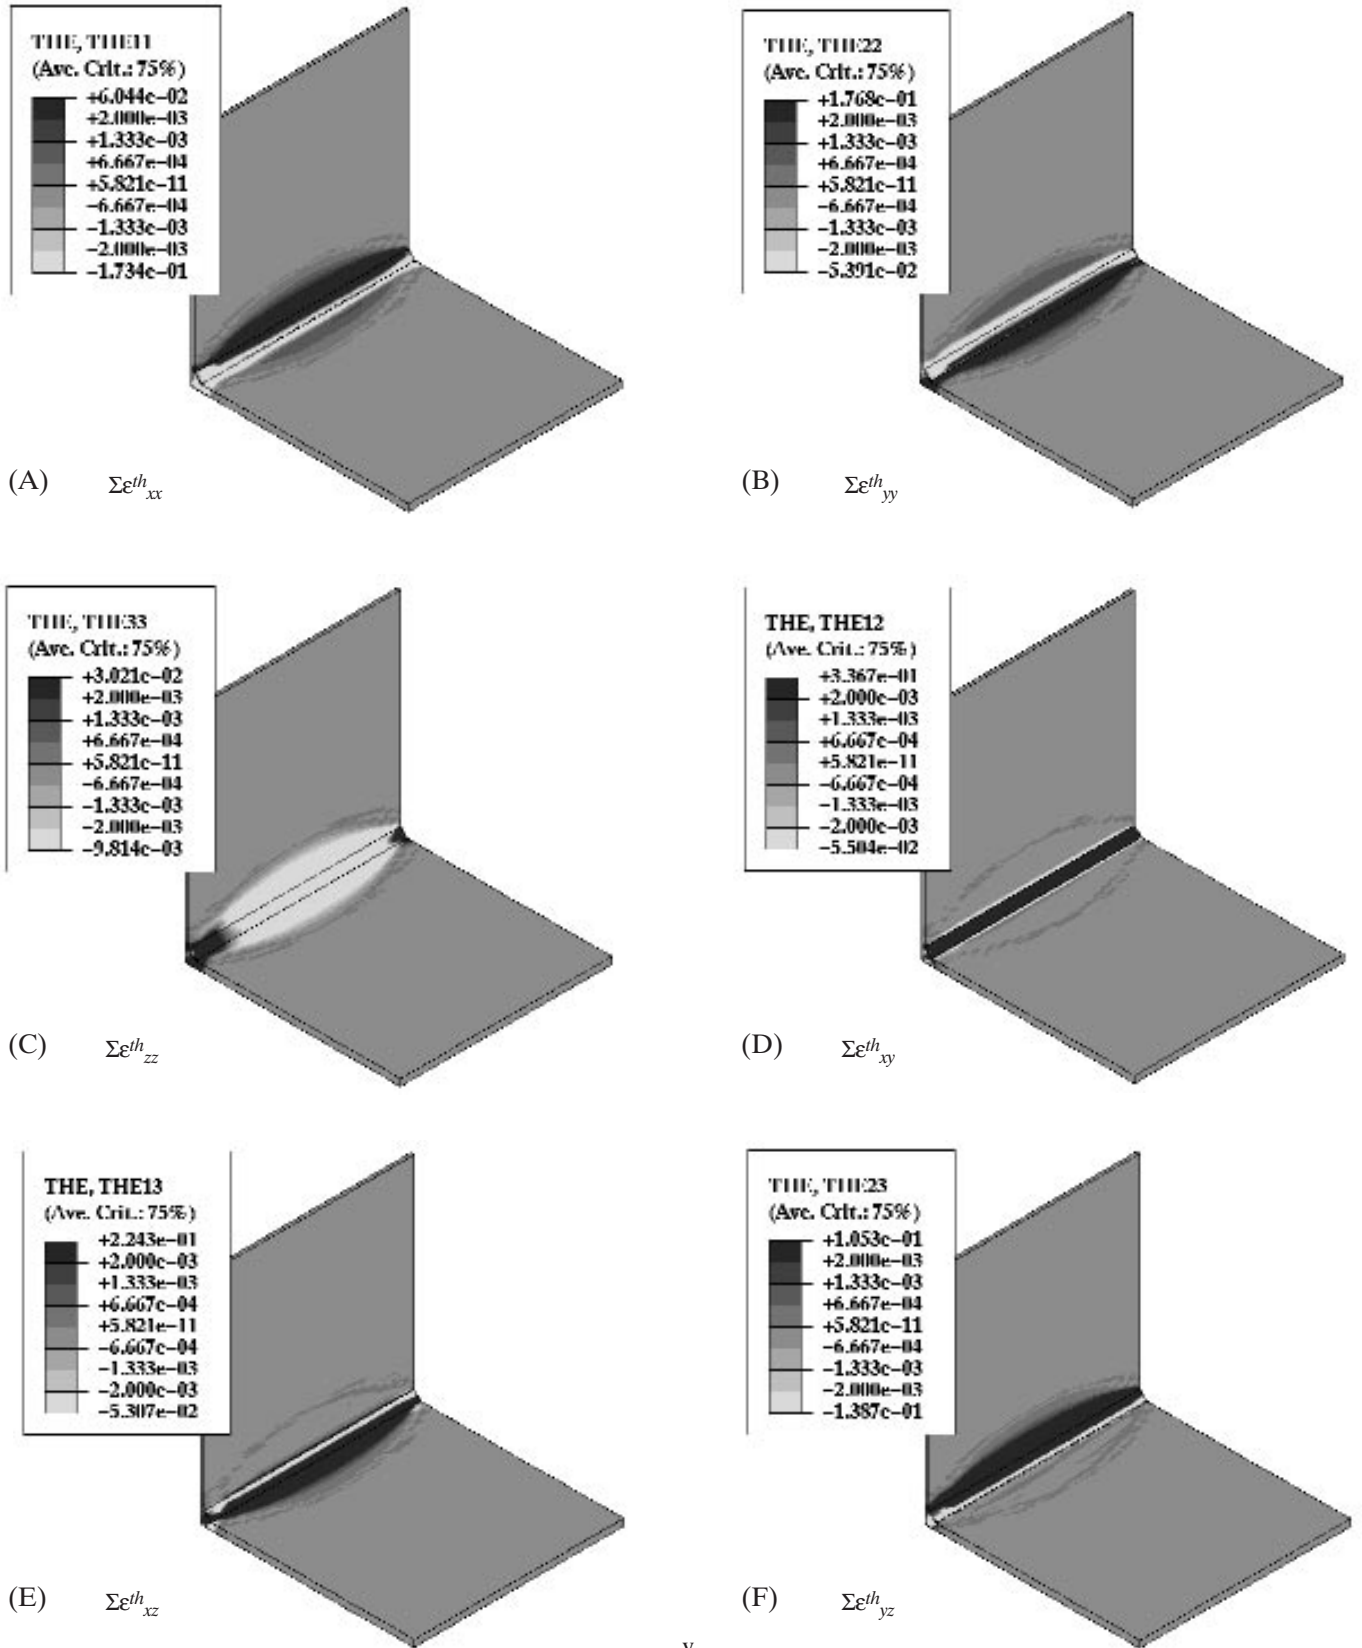 THE, THE11
(Ave. Crit.: 75%)
+6.044e-02
+2.000e-03
+1.333e-03
+6.667e-04
+5.821e-11
-6.667e-04
-1.333e-03
-2.000e-03
-1.734e-01
(A) Σε^th_xx
THE, THE22
(Ave. Crit.: 75%)
+1.768e-01
+2.000e-03
+1.333e-03
+6.667e-04
+5.821e-11
-6.667e-04
-1.333e-03
-2.000e-03
-5.391e-02
(B) Σε^th_yy
THE, THE33
(Ave. Crit.: 75%)
+3.021e-02
+2.000e-03
+1.333e-03
+6.667e-04
+5.821e-11
-6.667e-04
-1.333e-03
-2.000e-03
-9.814e-03
(C) Σε^th_zz
THE, THE12
(Ave. Crit.: 75%)
+3.367e-01
+2.000e-03
+1.333e-03
+6.667e-04
+5.821e-11
-6.667e-04
-1.333e-03
-2.000e-03
-5.504e-02
(D) Σε^th_xy
THE, THE13
(Ave. Crit.: 75%)
+2.243e-01
+2.000e-03
+1.333e-03
+6.667e-04
+5.821e-11
-6.667e-04
-1.333e-03
-2.000e-03
-5.307e-02
(E) Σε^th_xz
THE, THE23
(Ave. Crit.: 75%)
+1.053e-01
+2.000e-03
+1.333e-03
+6.667e-04
+5.821e-11
-6.667e-04
-1.333e-03
-2.000e-03
-1.387e-01
(F) Σε^th_yz
y